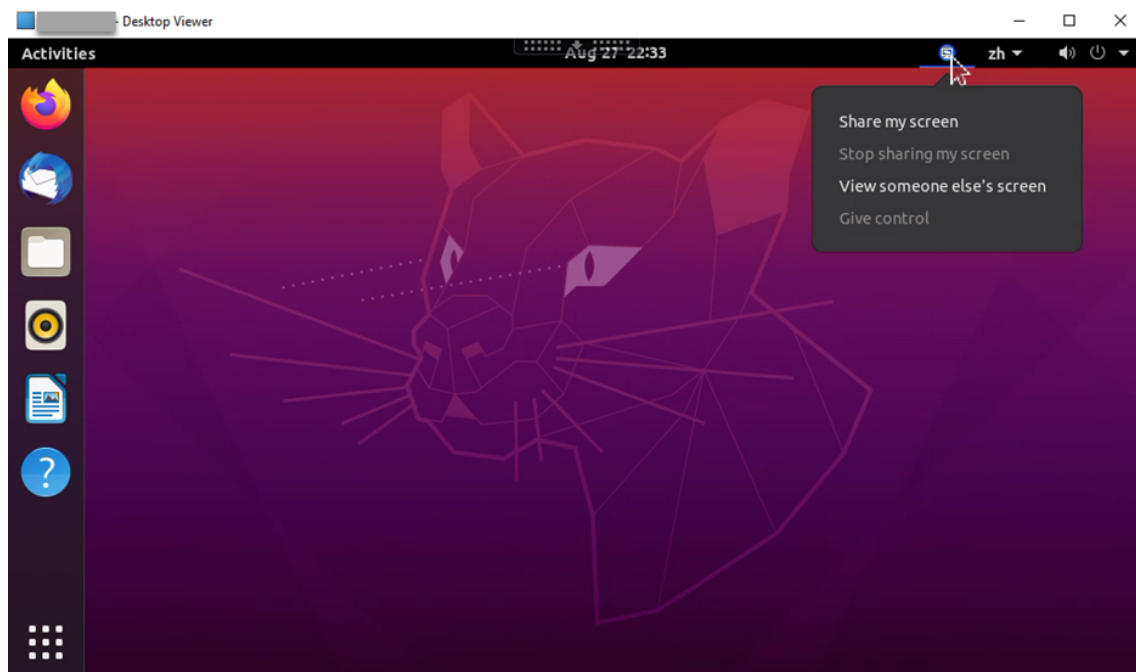 - Desktop Viewer
Activities
Aug 27 22:33
zh
Share my screen
Stop sharing my screen
View someone else's screen
Give control
?